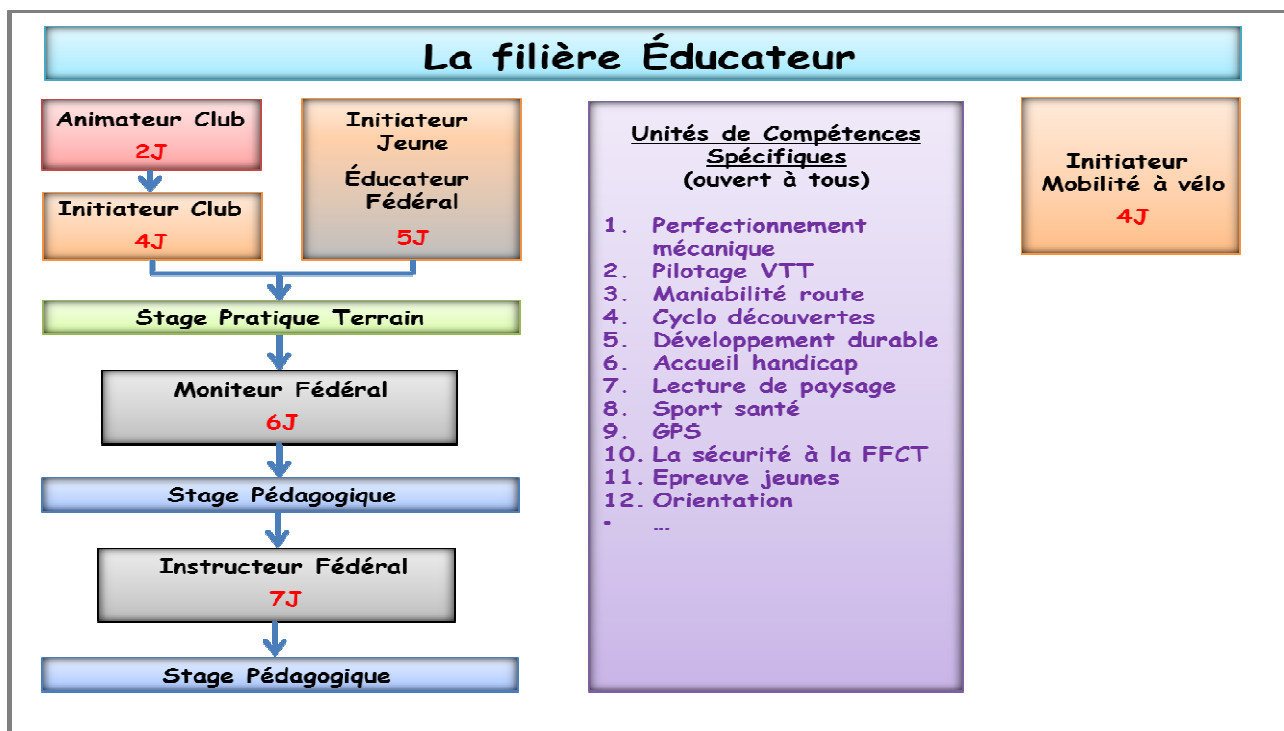 La filière Éducateur
Animateur Club
2J
Initiateur Club
4J
Initiateur
Jeune
Éducateur
Fédéral
5J
Stage Pratique Terrain
Moniteur Fédéral
6J
Stage Pédagogique
Instructeur Fédéral
7J
Stage Pédagogique
Unités de Compétences
Spécifiques
(ouvert à tous)
1. Perfectionnement
mécanique
2. Pilotage VTT
3. Maniabilité route
4. Cyclo découvertes
5. Développement durable
6. Accueil handicap
7. Lecture de paysage
8. Sport santé
9. GPS
10. La sécurité à la FFCT
11. Epreuve jeunes
12. Orientation
• …
Initiateur
Mobilité à vélo
4J